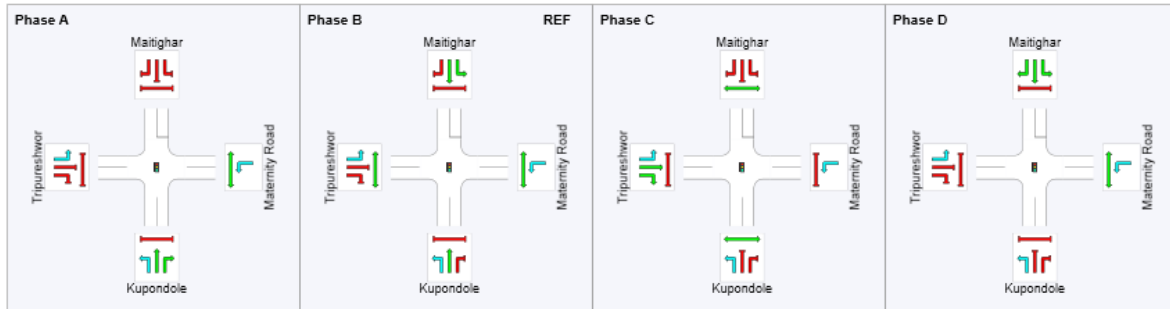 Phase A
Maitighar
Tripureshwor
Maternity Road
Kupondole
Phase B
REF
Maitighar
Tripureshwor
Maternity Road
Kupondole
Phase C
Maitighar
Tripureshwor
Maternity Road
Kupondole
Phase D
Maitighar
Tripureshwor
Maternity Road
Kupondole